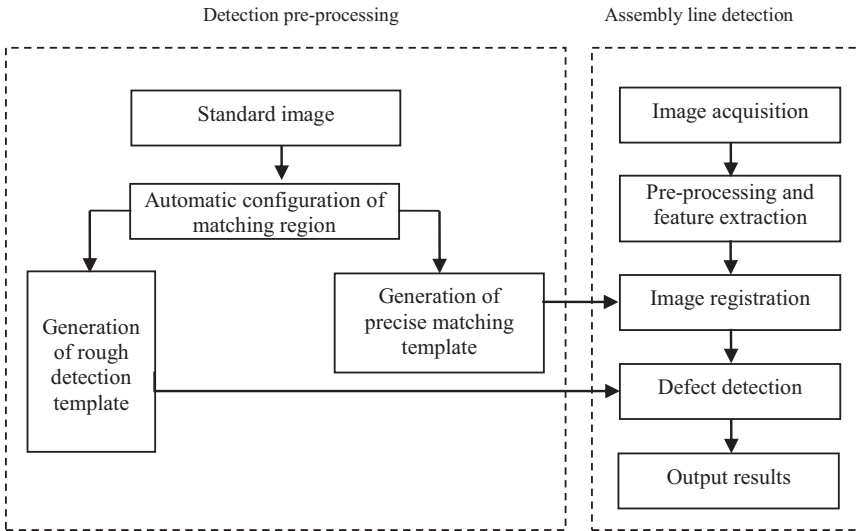 Detection pre-processing
Assembly line detection
Standard image
Automatic configuration of
matching region
Generation
of rough
detection
template
Generation of
precise matching
template
Image acquisition
Pre-processing and
feature extraction
Image registration
Defect detection
Output results